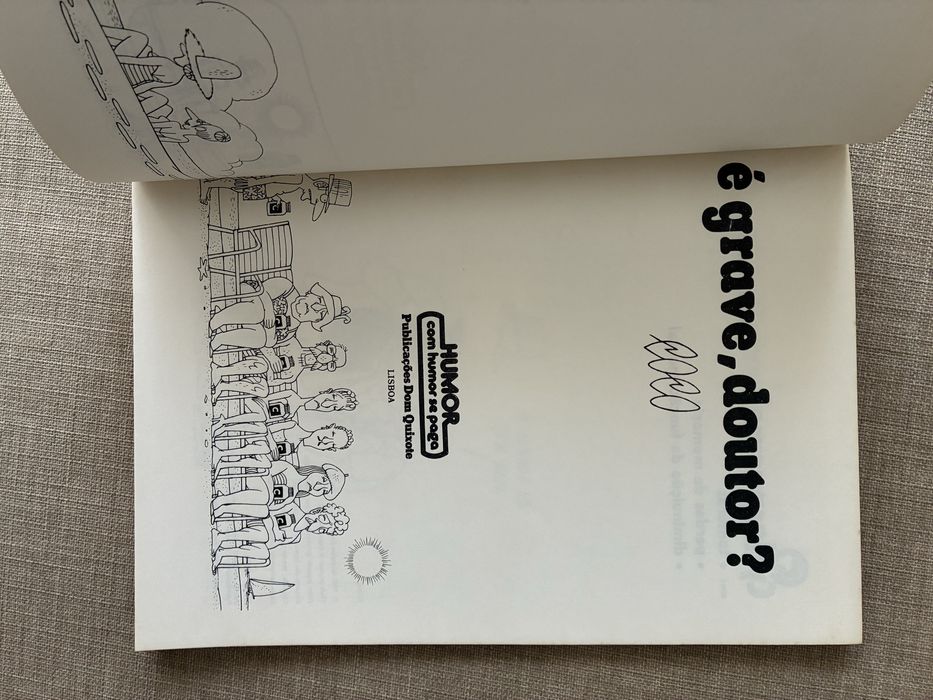 é grave, doutor?
HUMOR
com humor se paga
Publicações Dom Quixote
LISBOA